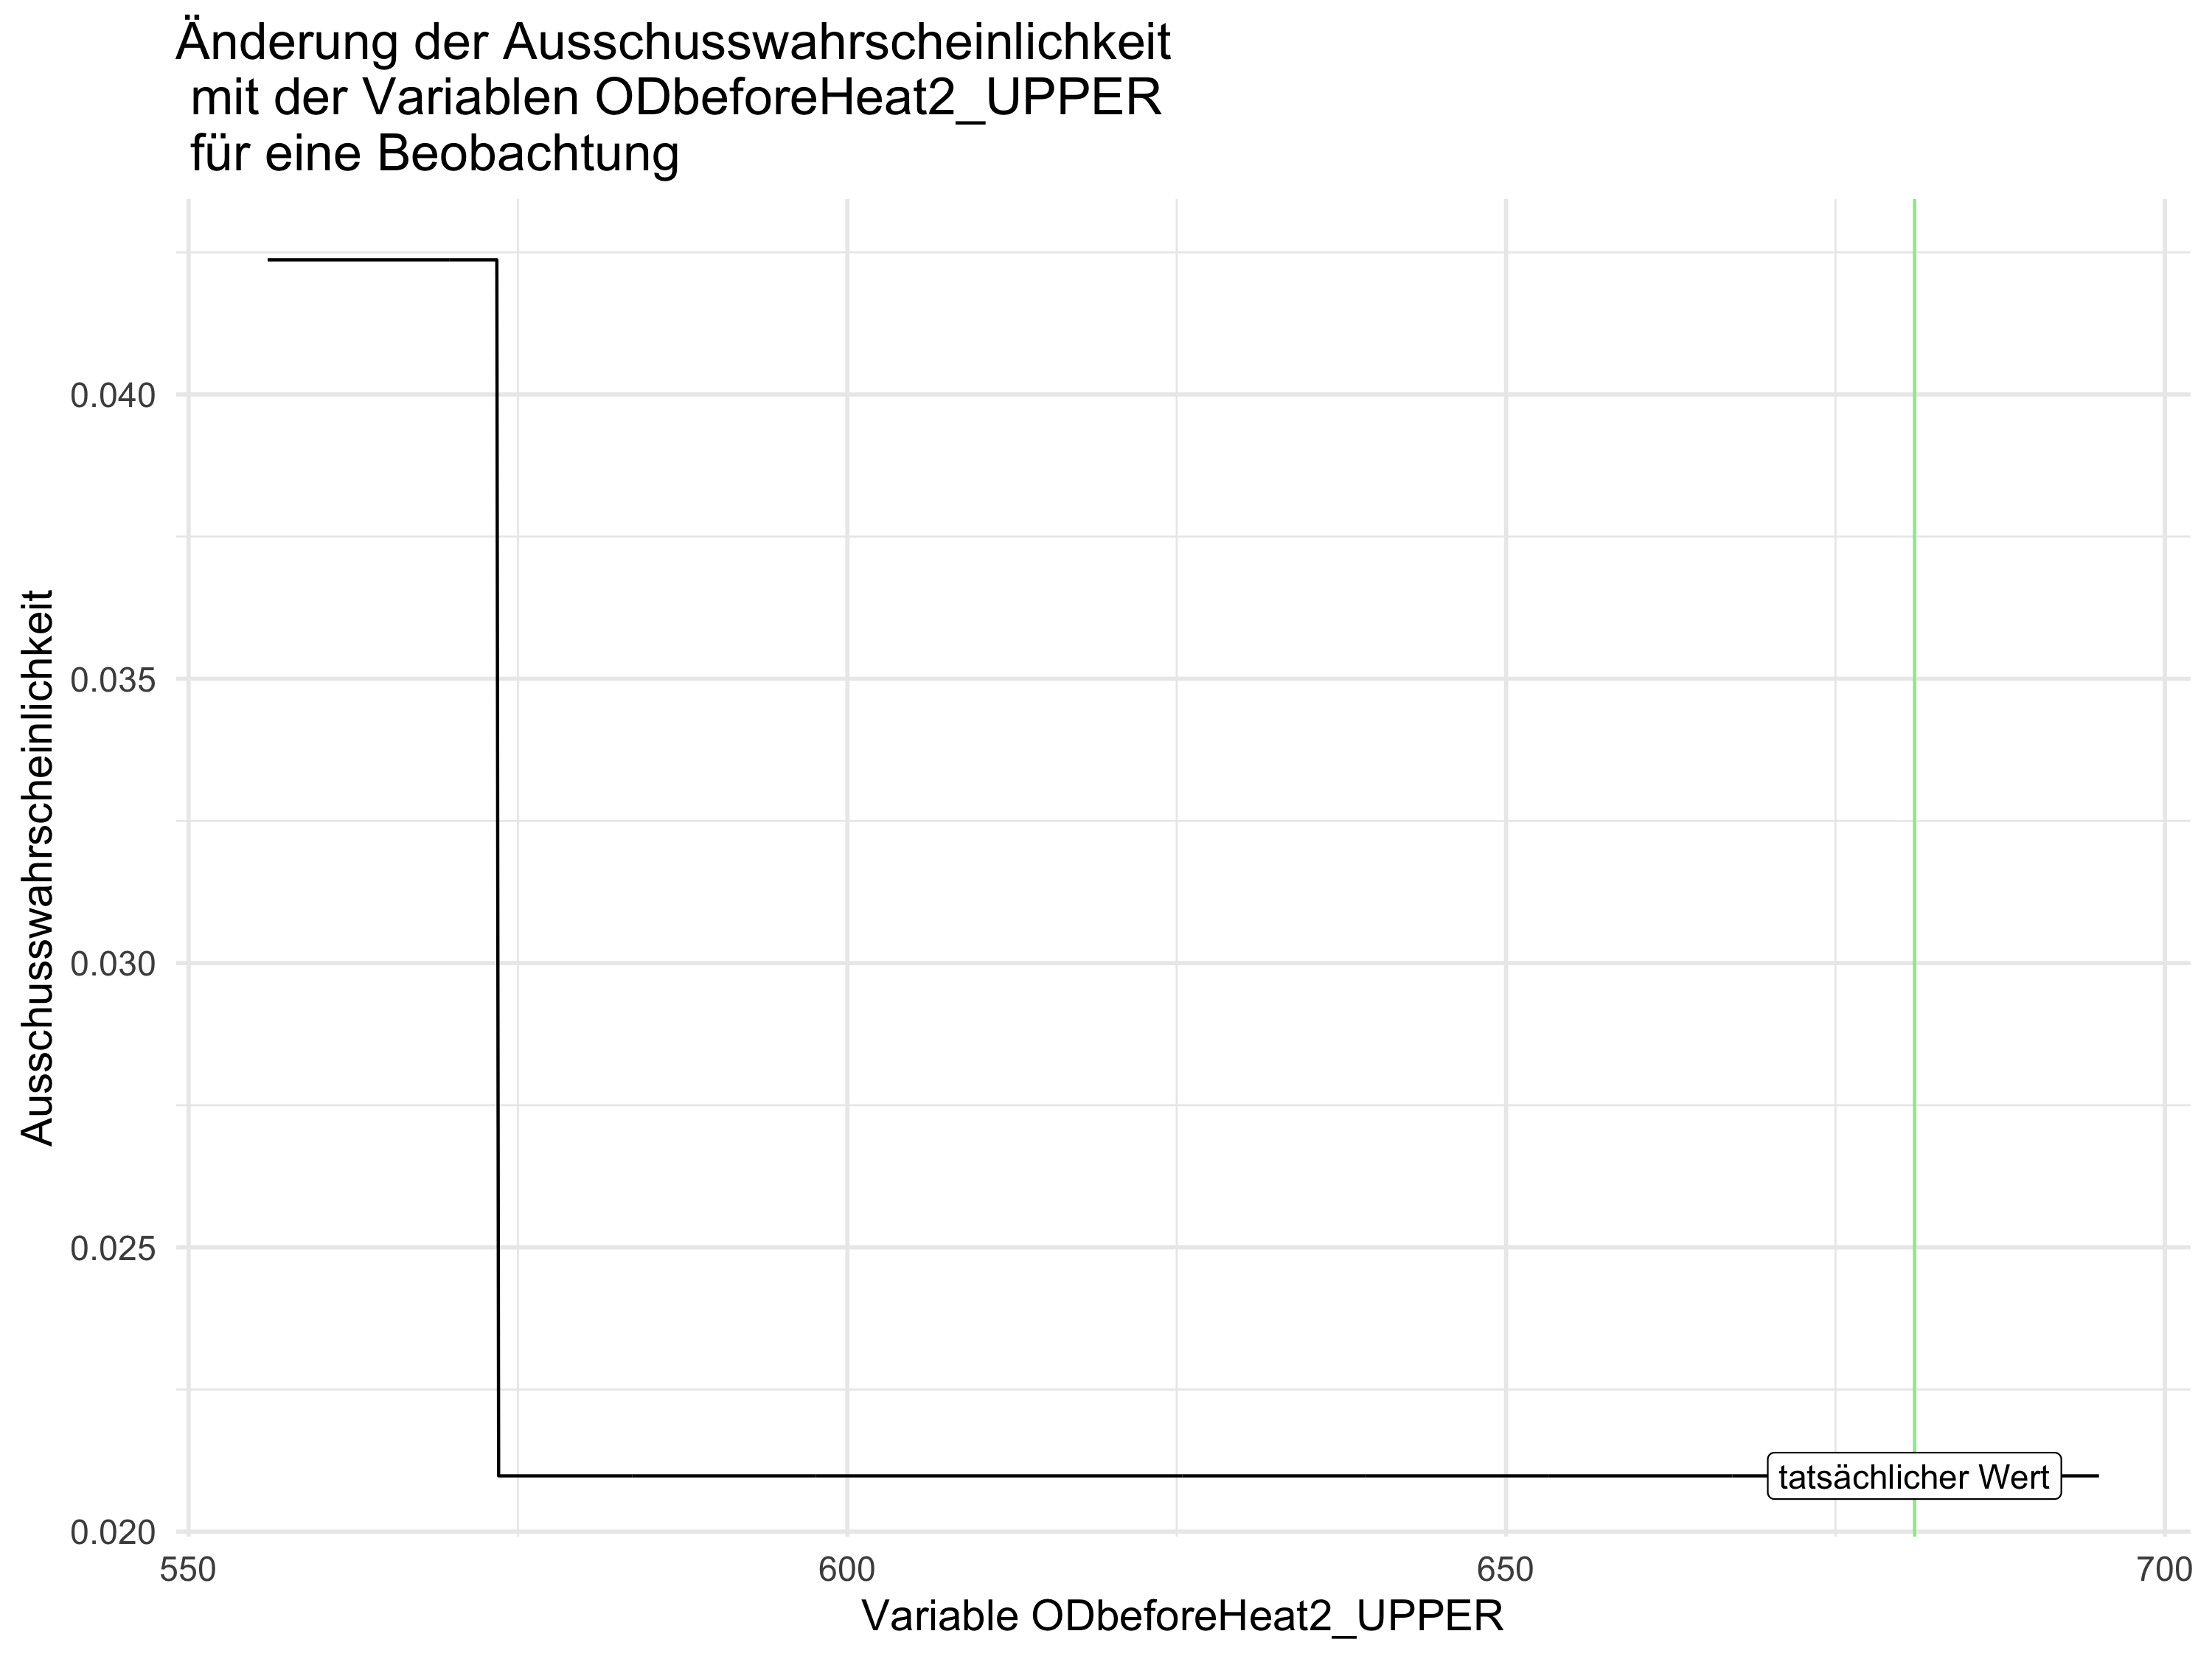 Änderung der Ausschusswahrscheinlichkeit
mit der Variablen ODbeforeHeat2_UPPER
für eine Beobachtung
Ausschusswahrscheinlichkeit
0.040
0.035
0.030
0.025
0.020
tatsächlicher Wert
550 600 650 700
Variable ODbeforeHeat2_UPPER